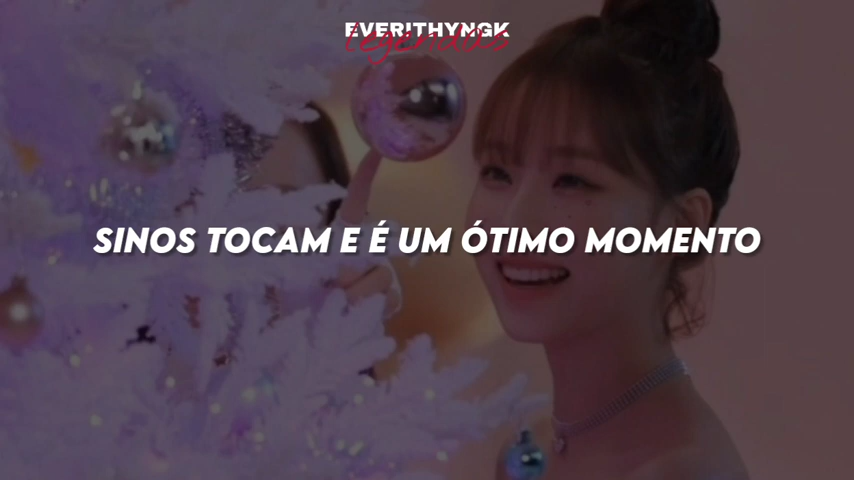 EVERITHYNGK
legendas
SINOS TOCAM E É UM ÓTIMO MOMENTO